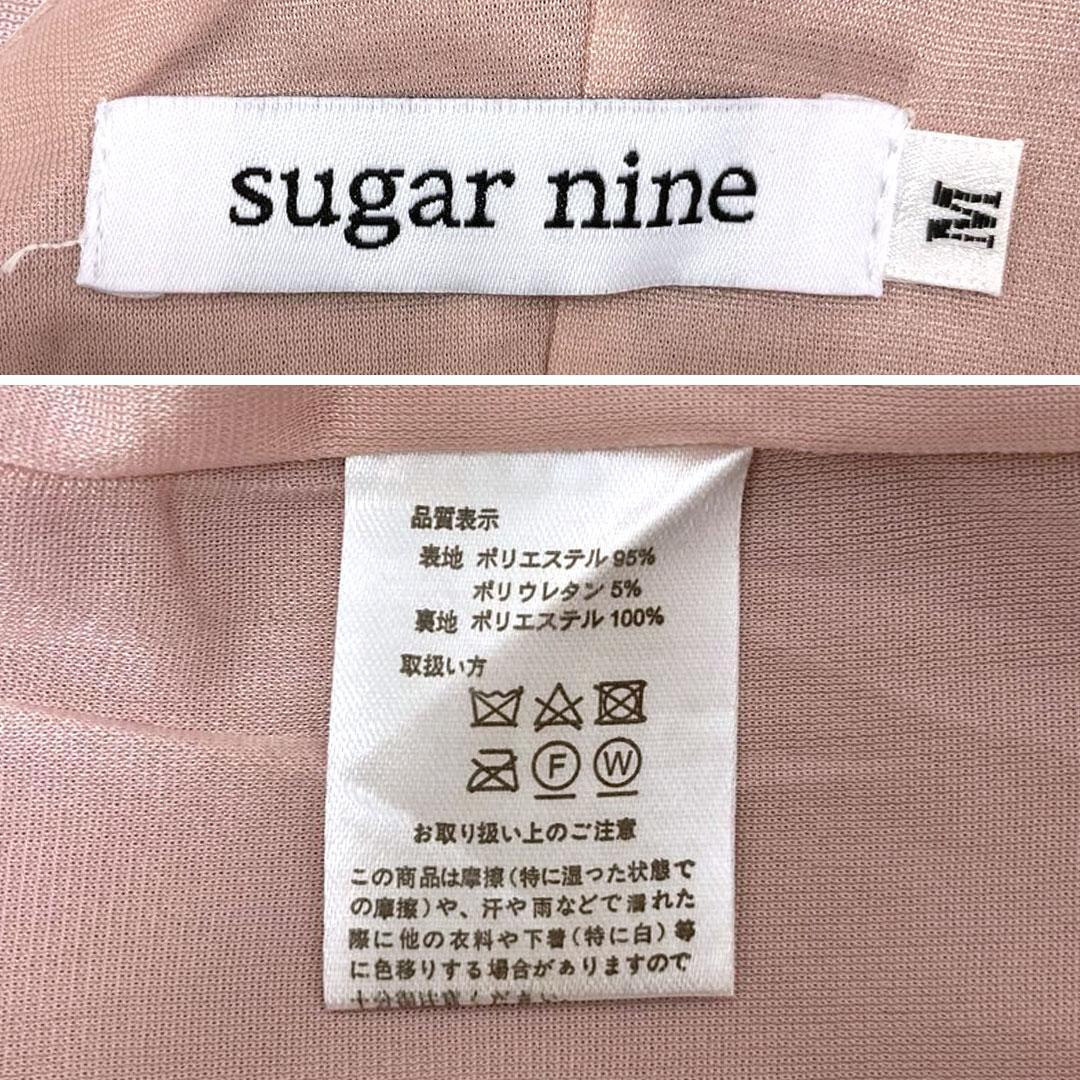 sugar nine
M
品質表示
表地 ポリエステル 95%
ポリウレタン 5%
裏地 ポリエステル 100%
取扱い方
F W
お取り扱い上のご注意
この商品は摩擦(特に湿った状態で
の摩擦)や、汗や雨などで濡れた
際に他の衣料や下着(特に白)等
に色移りする場合がありますので